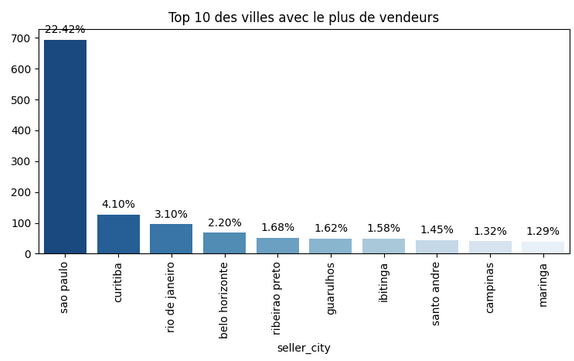 Top 10 des villes avec le plus de vendeurs
700
600
500
400
300
200
100
0
22.42%
4.10%
3.10%
2.20%
1.68%
1.62%
1.58%
1.45%
1.32%
1.29%
sao paulo
curitiba
rio de janeiro
belo horizonte
ribeirao preto
guarulhos
ibitinga
santo andre
campinas
maringa
seller_city